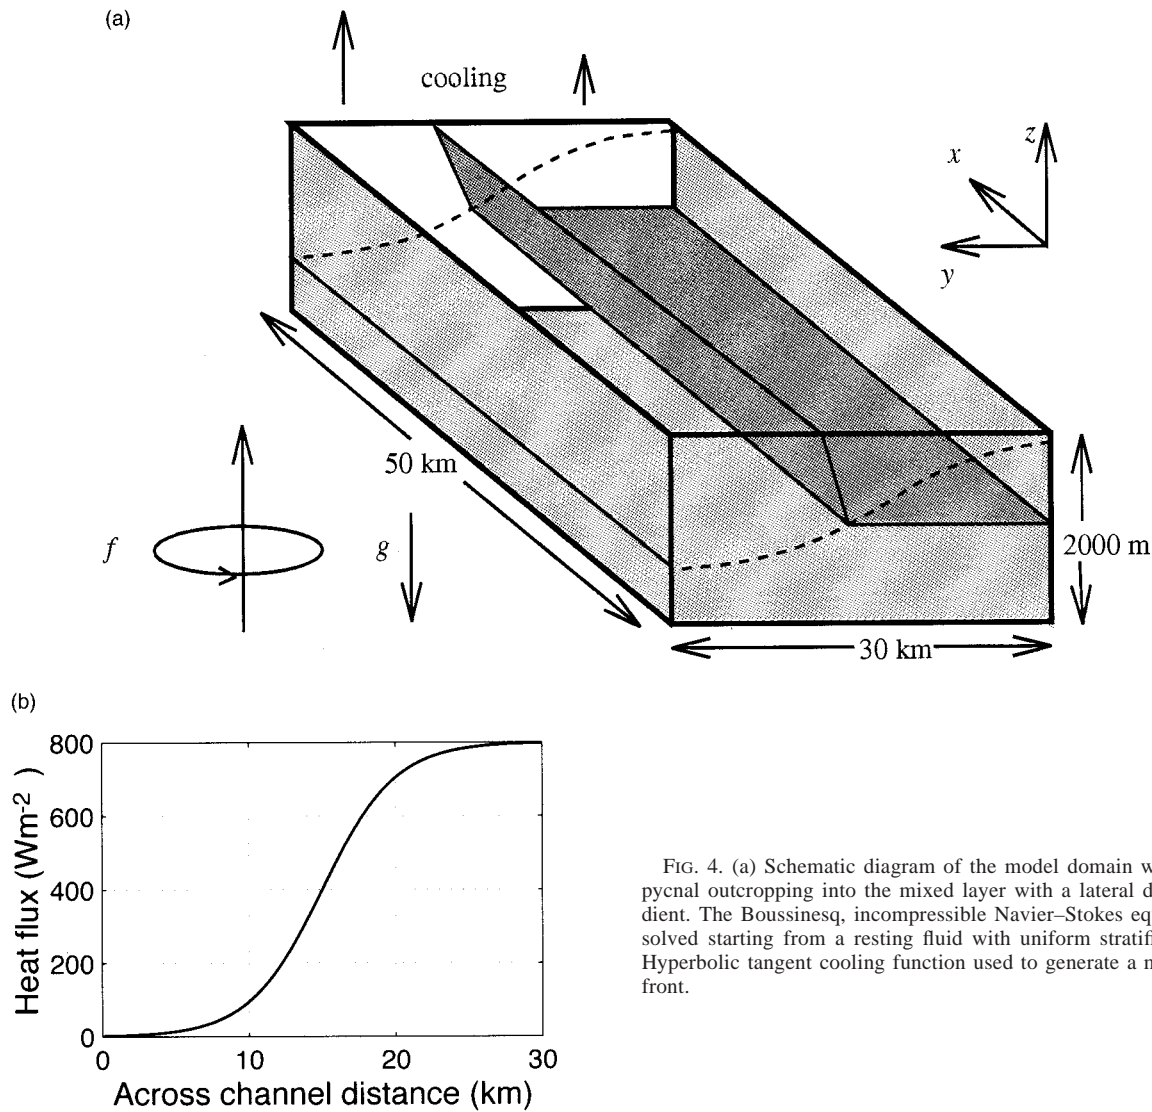 (a)
cooling
z
x
y
50 km
f
g
2000 m
30 km
(b)
Heat flux (Wm-2 )
800
600
400
200
0
0 10 20 30
Across channel distance (km)
FIG. 4. (a) Schematic diagram of the model domain
pycnal outcropping into the mixed layer with a lateral
dient. The Boussinesq, incompressible Navier–Stokes
solved starting from a resting fluid with uniform
Hyperbolic tangent cooling function used to generate a
front.